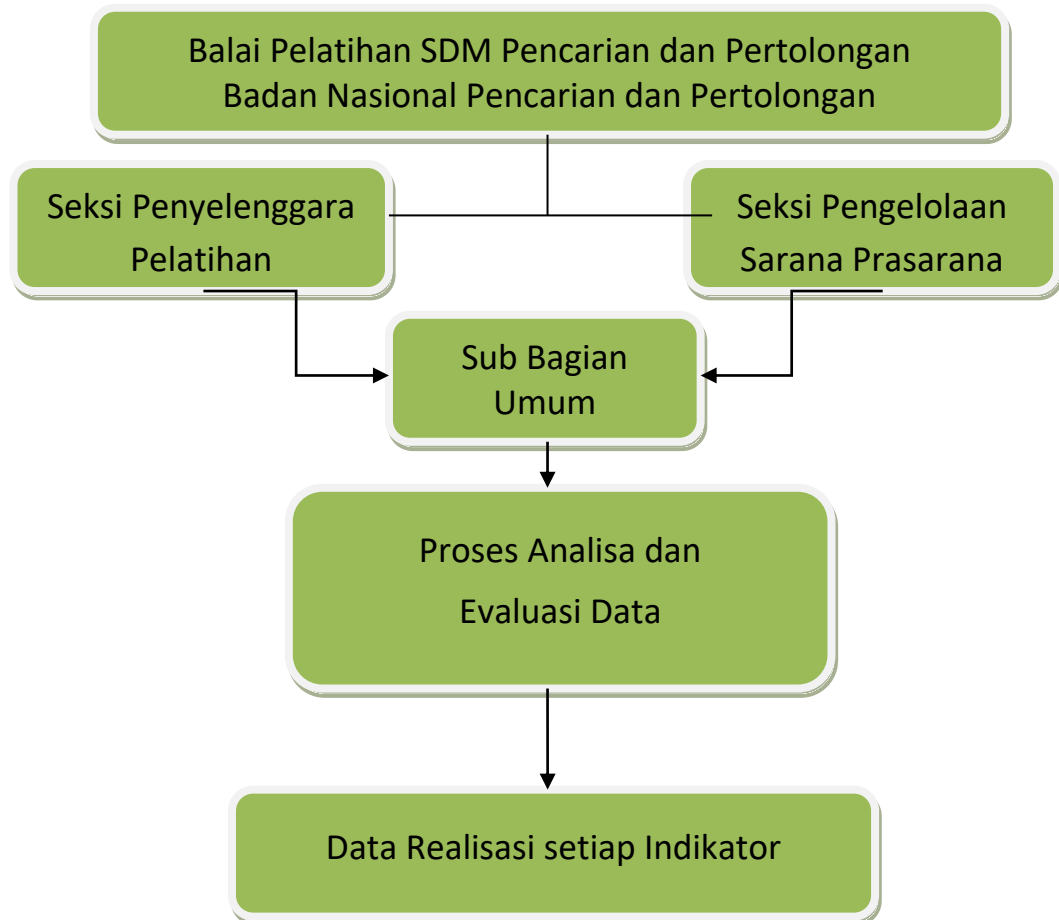 Balai Pelatihan SDM Pencarian dan Pertolongan
Badan Nasional Pencarian dan Pertolongan
Seksi Penyelenggara
Pelatihan
Seksi Pengelolaan
Sarana Prasarana
Sub Bagian
Umum
Proses Analisa dan
Evaluasi Data
Data Realisasi setiap Indikator